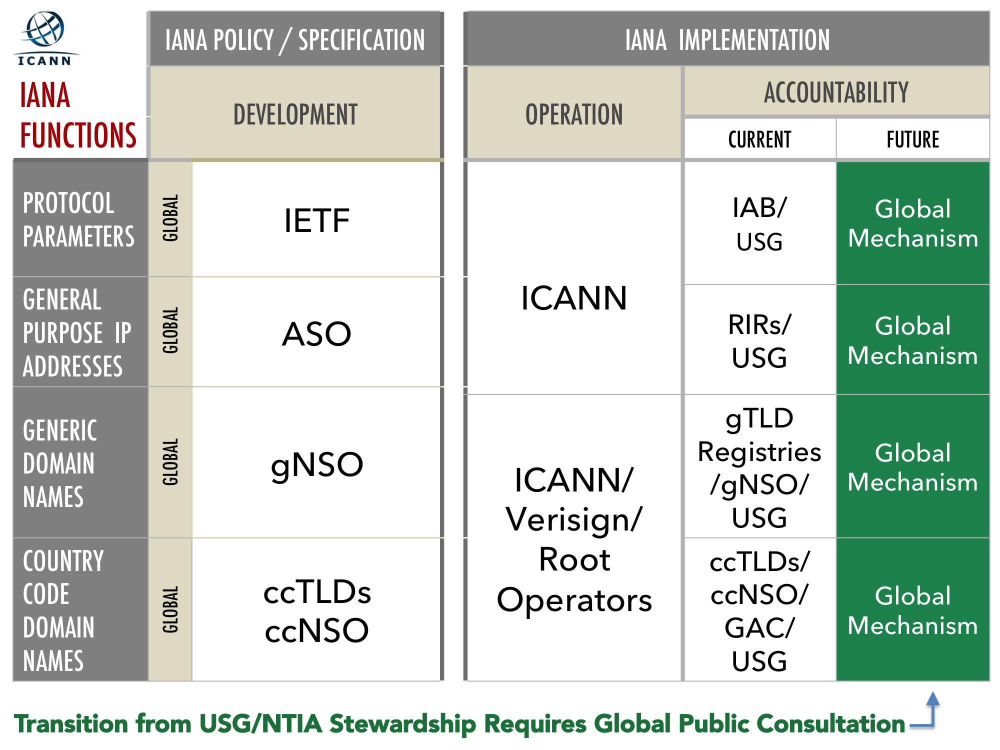 ICANN
IANA
FUNCTIONS
IANA POLICY / SPECIFICATION
IANA IMPLEMENTATION
DEVELOPMENT
OPERATION
ACCOUNTABILITY
CURRENT
FUTURE
PROTOCOL
PARAMETERS
GLOBAL
IETF
ICANN
IAB/
USG
Global
Mechanism
GENERAL
PURPOSE IP
ADDRESSES
GLOBAL
ASO
RIRs/
USG
Global
Mechanism
GENERIC
DOMAIN
NAMES
GLOBAL
gNSO
ICANN/
Verisign/
Root
Operators
gTLD
Registries
/gNSO/
USG
Global
Mechanism
COUNTRY
CODE
DOMAIN
NAMES
GLOBAL
ccTLDs
ccNSO
ccTLDs/
ccNSO/
GAC/
USG
Global
Mechanism
Transition from USG/NTIA Stewardship Requires Global Public Consultation